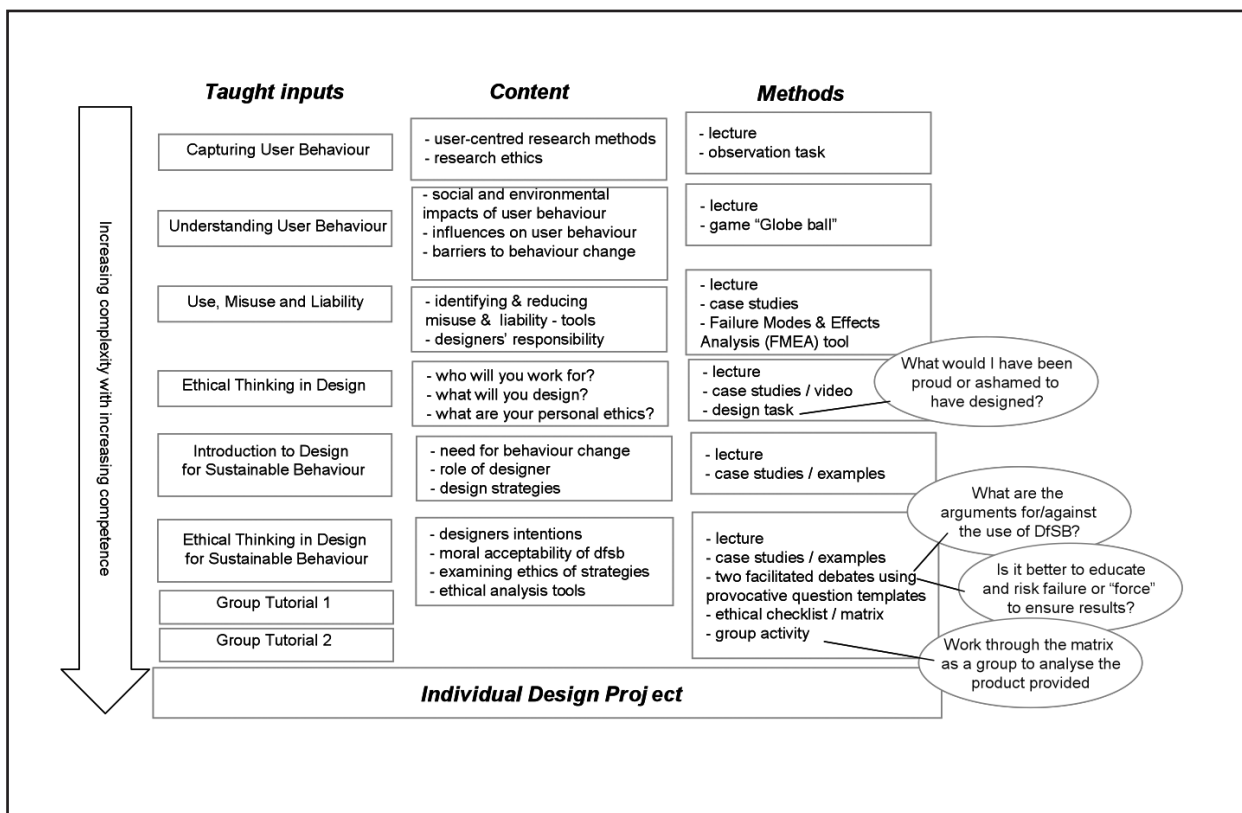 Taught inputs
Content
Methods
Increasing complexity with increasing competence
Capturing User Behaviour
- user-centred research methods
- research ethics
- lecture
- observation task
Understanding User Behaviour
- social and environmental
impacts of user behaviour
- influences on user behaviour
- barriers to behaviour change
- lecture
- game “Globe ball”
Use, Misuse and Liability
- identifying & reducing
misuse & liability - tools
- designers’ responsibility
- lecture
- case studies
- Failure Modes & Effects
Analysis (FMEA) tool
Ethical Thinking in Design
- who will you work for?
- what will you design?
- what are your personal ethics?
- lecture
- case studies / video
- design task
What would I have been
proud or ashamed to
have designed?
Introduction to Design
for Sustainable Behaviour
- need for behaviour change
- role of designer
- design strategies
- lecture
- case studies / examples
Ethical Thinking in Design
for Sustainable Behaviour
- designers intentions
- moral acceptability of dfsb
- examining ethics of strategies
- ethical analysis tools
- lecture
- case studies / examples
- two facilitated debates using
provocative question templates
- ethical checklist / matrix
- group activity
What are the
arguments for/against
the use of DfSB?
Is it better to educate
and risk failure or “force”
to ensure results?
Work through the matrix
as a group to analyse the
product provided
Group Tutorial 1
Group Tutorial 2
Individual Design Project